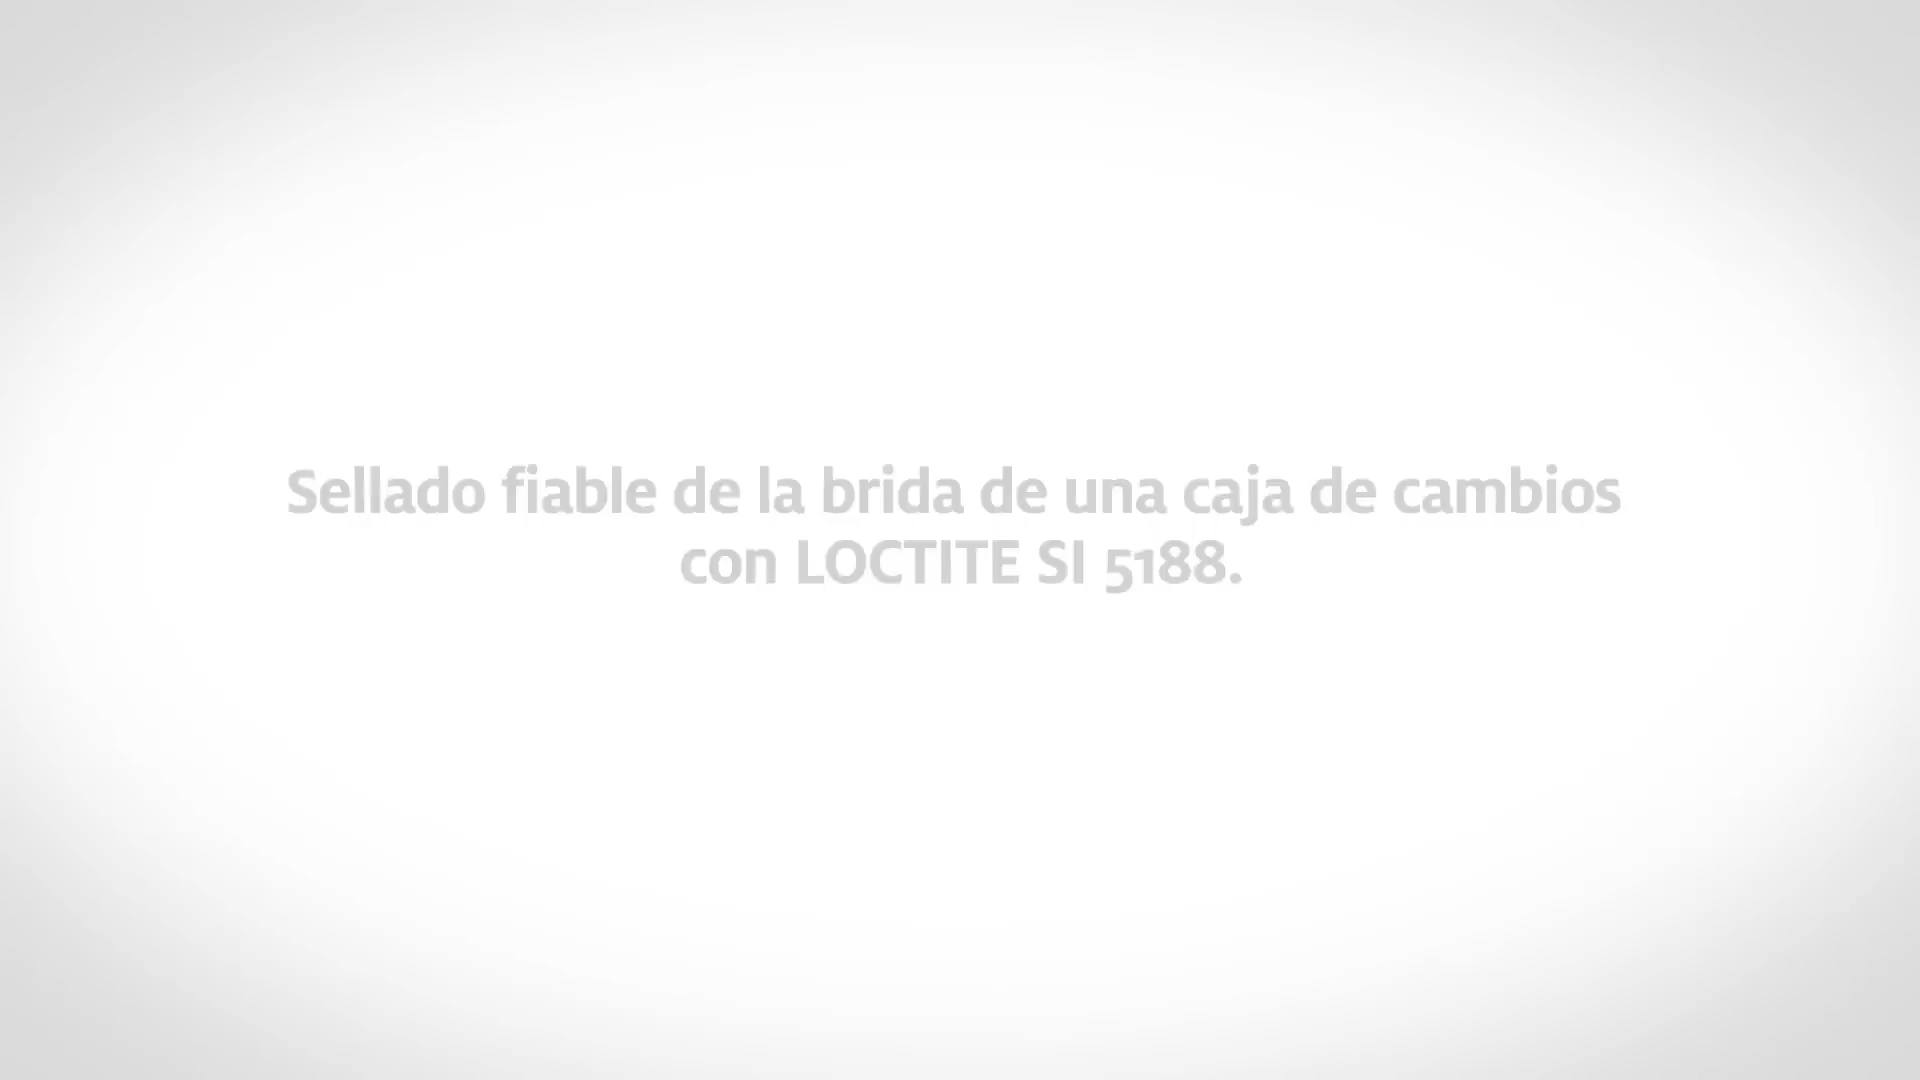 Sellado fiable de la brida de una caja de cambios
con LOCTITE SI 5188.